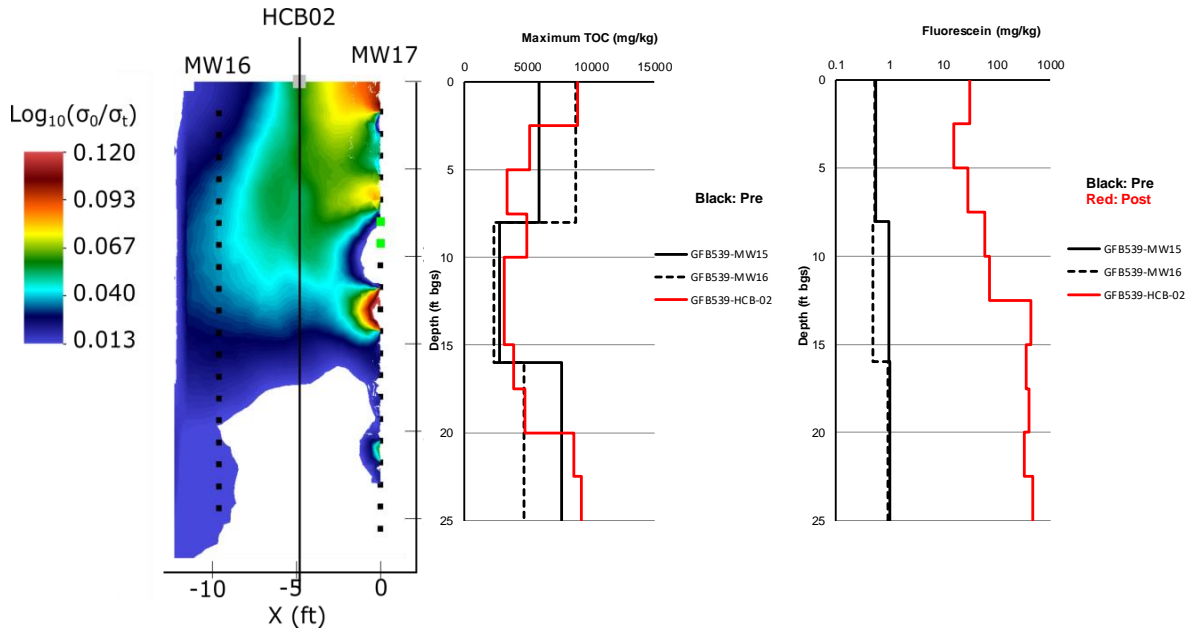 HCB02
MW16
MW17
Log₁₀(σ₀/σₜ)
0.120
0.093
0.067
0.040
0.013
-10
-5
0
X (ft)
Maximum TOC (mg/kg)
0
5000
10000
15000
0
5
10
15
20
25
Depth (ft bgs)
Black: Pre
GFB539-MW15
GFB539-MW16
GFB539-HCB-02
Fluorescein (mg/kg)
0.1
1
10
100
1000
0
5
10
15
20
25
Depth (ft bgs)
Black: Pre
Red: Post
GFB539-MW15
GFB539-MW16
GFB539-HCB-02